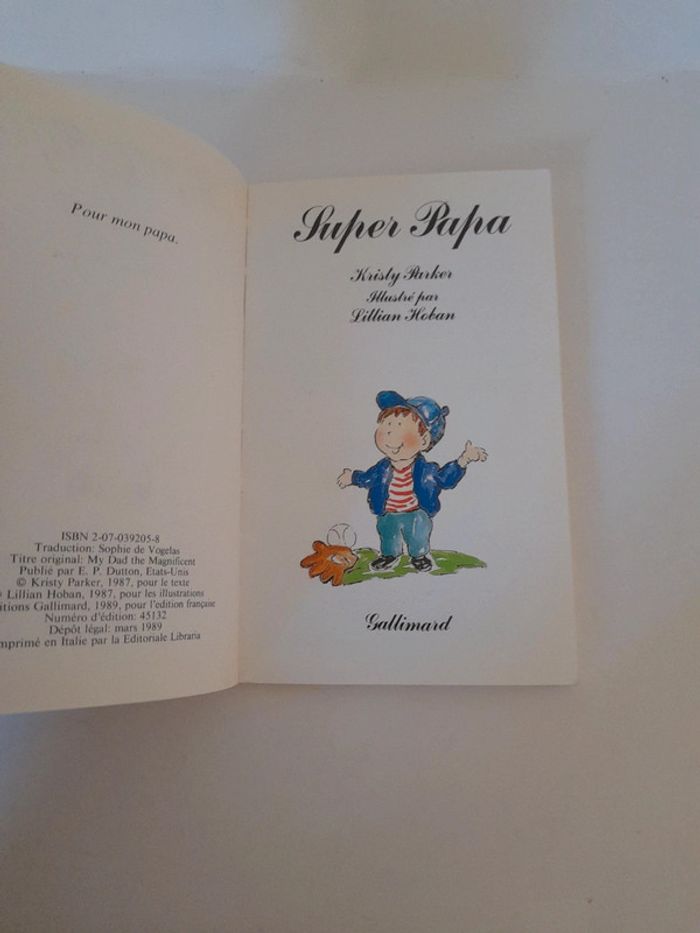 Pour mon papa.
ISBN 2-07-039205-8
Traduction: Sophie de Vogelas
Titre original: My Dad the Magnificent
Publié par E. P. Dutton, Etats-Unis
© Kristy Parker, 1987, pour le texte
Lillian Hoban, 1987, pour les illustrations
itions Gallimard, 1989, pour l'edition française
Numéro d'édition: 45132
Dépôt légal: mars 1989
mprimé en Italie par la Editoriale Libraria
Super Papa
Kristy Parker
Illustré par
Lillian Hoban
Gallimard